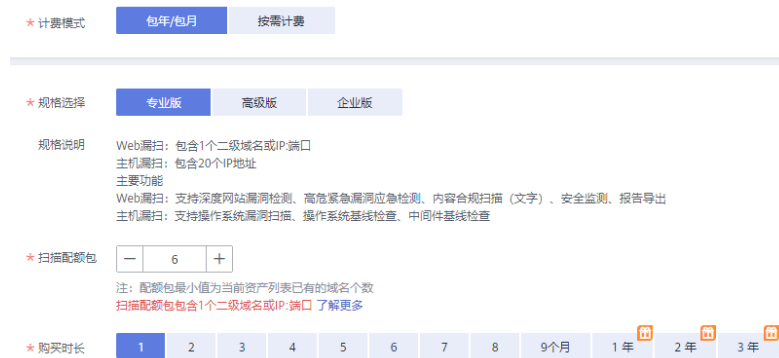 * 计费模式 包年/包月 按需计费
* 规格选择 专业版 高级版 企业版
规格说明 Web漏扫：包含1个二级域名或IP:端口
主机漏扫：包含20个IP地址
主要功能
Web漏扫：支持深度网站漏洞检测、高危紧急漏洞应急检测、内容合规扫描（文字）、安全监测、报告导出
主机漏扫：支持操作系统漏洞扫描、操作系统基线检查、中间件基线检查
* 扫描配额包 — 6 +
注：配额包最小值为当前资产列表已有的域名个数
扫描配额包包含1个二级域名或IP:端口 了解更多
* 购买时长 1 2 3 4 5 6 7 8 9个月 1年 2年 3年